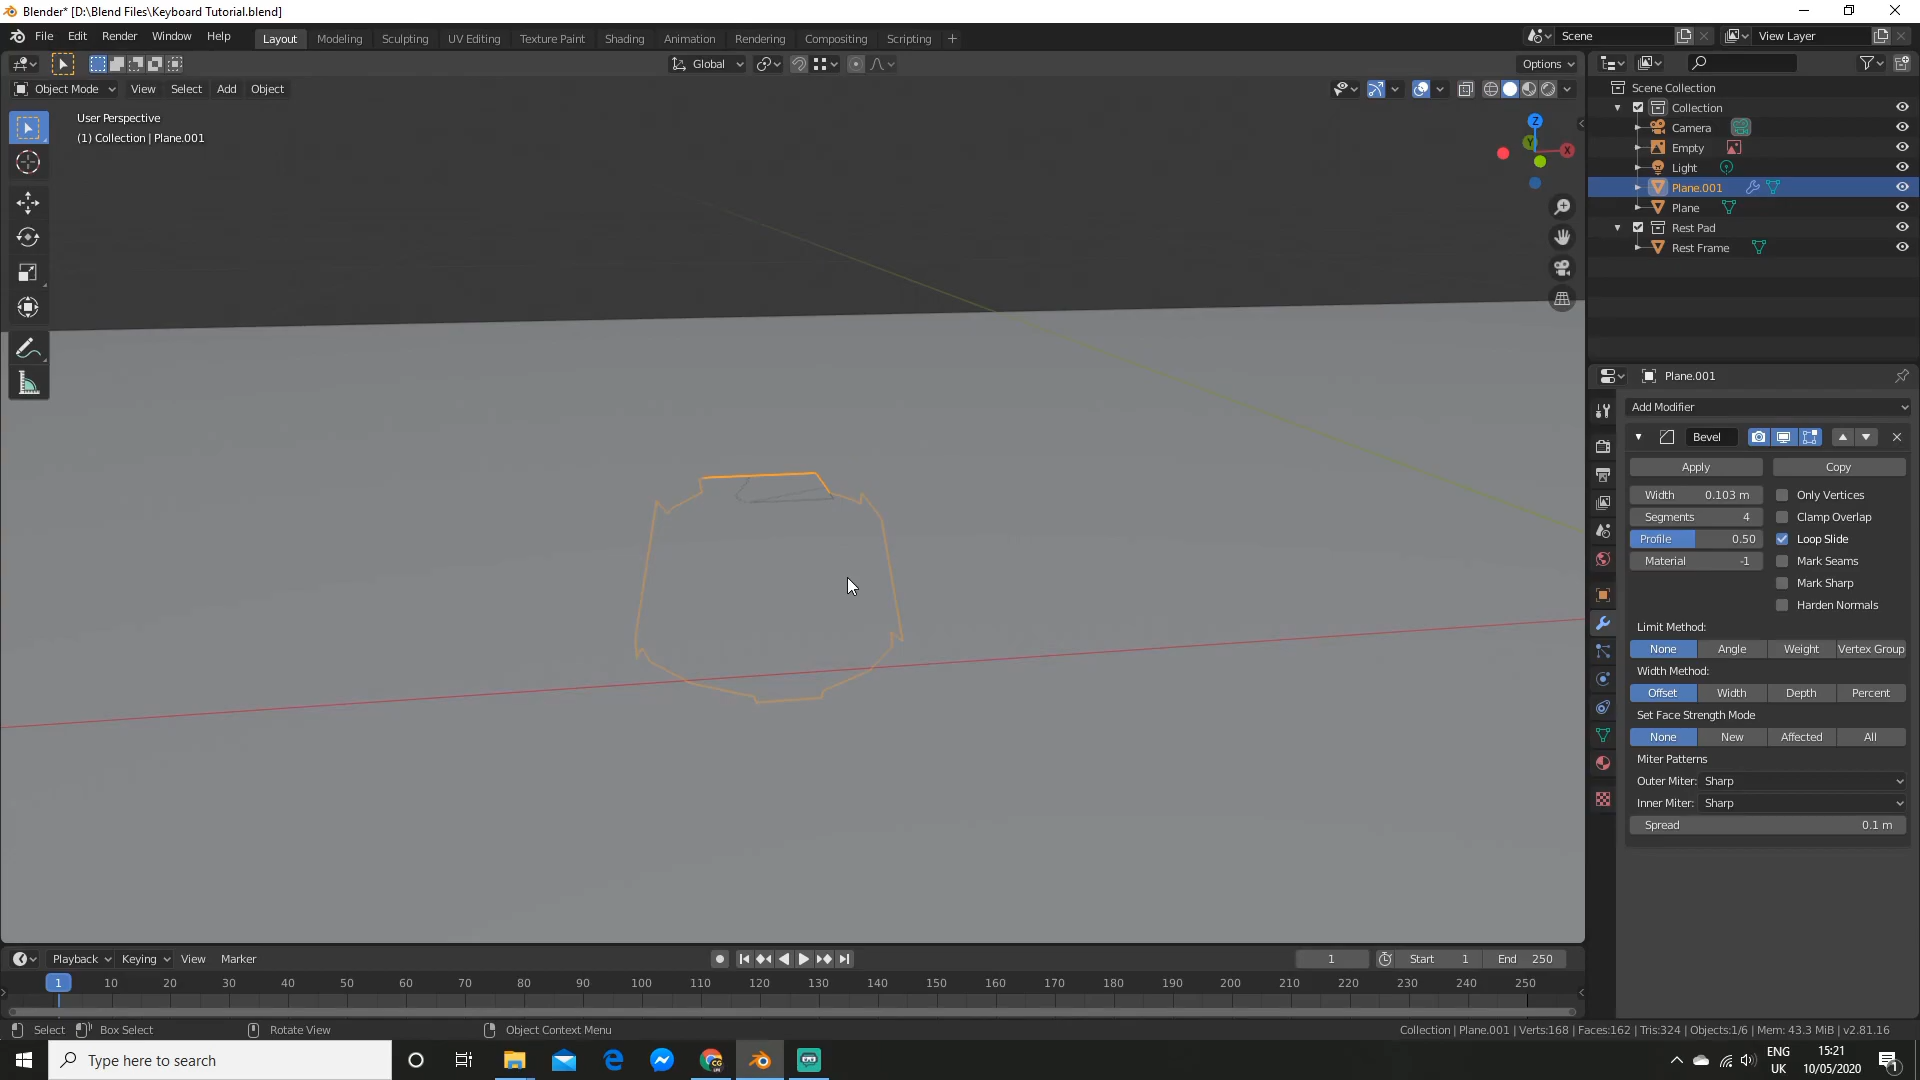 Blender* [D:\Blend Files\Keyboard Tutorial.blend]
File Edit Render Window Help
Layout Modeling Sculpting UV Editing Texture Paint Shading Animation Rendering Compositing Scripting +
Scene
View Layer
Global
Options
Object Mode View Select Add Object
User Perspective
(1) Collection | Plane.001
Z
Y
X
Scene Collection
Collection
Camera
Empty
Light
Plane.001
Plane
Rest Pad
Rest Frame
Plane.001
Add Modifier
Bevel
Apply Copy
Width 0.103 m Only Vertices
Segments 4 Clamp Overlap
Profile 0.50 Loop Slide
Material -1 Mark Seams
Mark Sharp
Harden Normals
Limit Method:
None Angle Weight Vertex Group
Width Method:
Offset Width Depth Percent
Set Face Strength Mode
None New Affected All
Miter Patterns
Outer Miter: Sharp
Inner Miter: Sharp
Spread 0.1 m
Playback Keying View Marker
1 Start 1 End 250
1 10 20 30 40 50 60 70 80 90 100 110 120 130 140 150 160 170 180 190 200 210 220 230 240 250
Select Box Select Rotate View Object Context Menu
Collection | Plane.001 | Verts:168 | Faces:162 | Tris:324 | Objects:1/6 | Mem: 43.3 MiB | v2.81.16
Type here to search
ENG
UK
15:21
10/05/2020
1